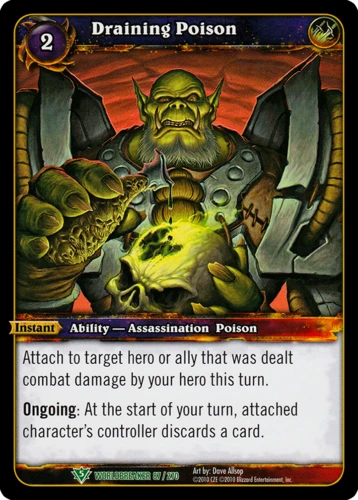 2
Draining Poison
Instant Ability — Assassination Poison
Attach to target hero or ally that was dealt
combat damage by your hero this turn.
Ongoing: At the start of your turn, attached
character's controller discards a card.
S WORLDBREAKER 87 / 270
Art by: Dave Allsop
©2010 CZE ©2010 Blizzard Entertainment, Inc.